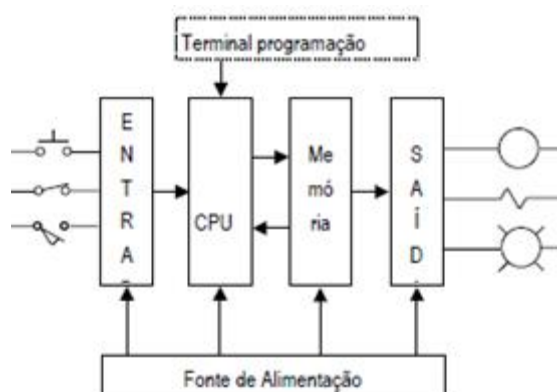 Terminal programação
E
N
T
R
A
CPU
Me
mó
ria
S
A
Í
D
Fonte de Alimentação